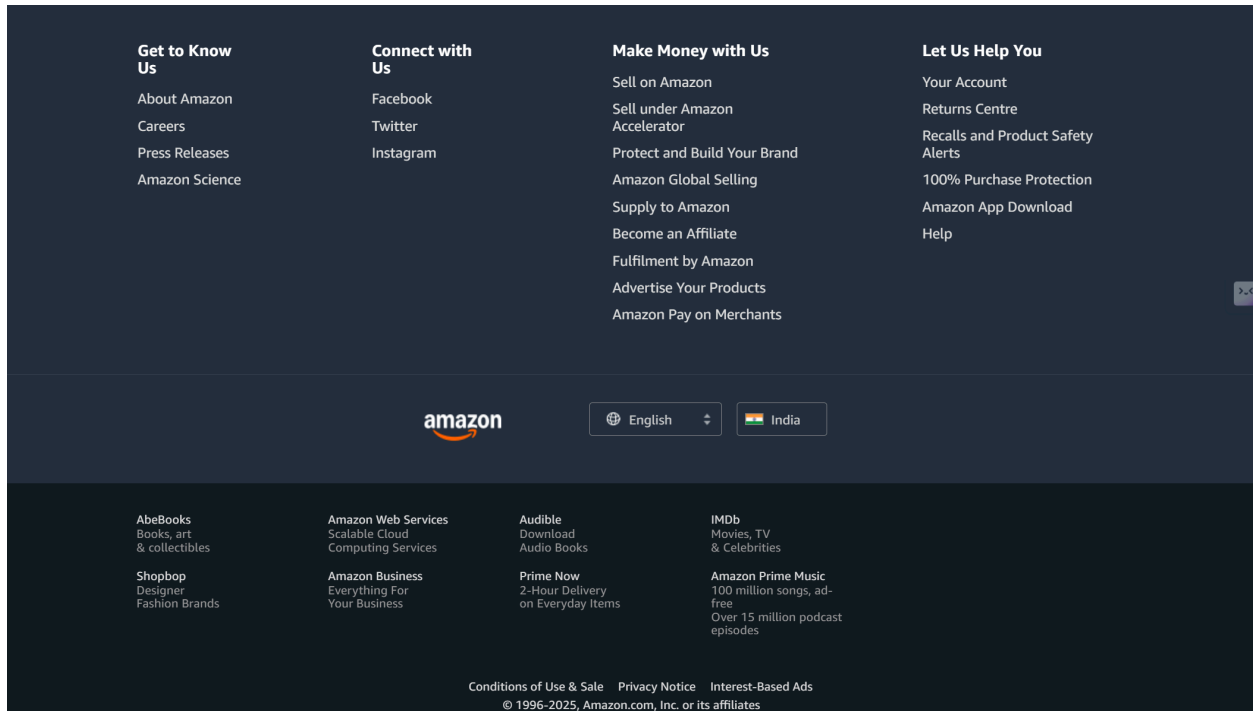 Get to Know
Us
About Amazon
Careers
Press Releases
Amazon Science
Connect with
Us
Facebook
Twitter
Instagram
Make Money with Us
Sell on Amazon
Sell under Amazon
Accelerator
Protect and Build Your Brand
Amazon Global Selling
Supply to Amazon
Become an Affiliate
Fulfilment by Amazon
Advertise Your Products
Amazon Pay on Merchants
Let Us Help You
Your Account
Returns Centre
Recalls and Product Safety
Alerts
100% Purchase Protection
Amazon App Download
Help
amazon
English
India
AbeBooks
Books, art
& collectibles
Amazon Web Services
Scalable Cloud
Computing Services
Audible
Download
Audio Books
IMDb
Movies, TV
& Celebrities
Shopbop
Designer
Fashion Brands
Amazon Business
Everything For
Your Business
Prime Now
2-Hour Delivery
on Everyday Items
Amazon Prime Music
100 million songs, ad-
free
Over 15 million podcast
episodes
Conditions of Use & Sale Privacy Notice Interest-Based Ads
© 1996-2025, Amazon.com, Inc. or its affiliates